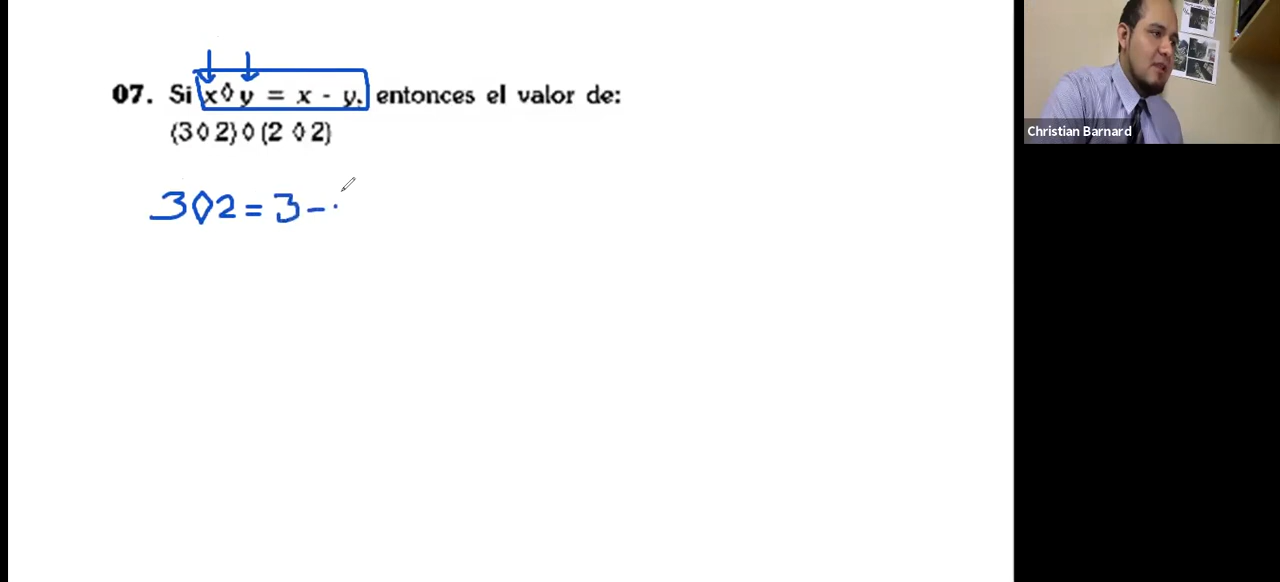 07. Si x◊y = x - y, entonces el valor de:
(3◊2)◊(2 ◊2)
3◊2=3-
Christian Barnard